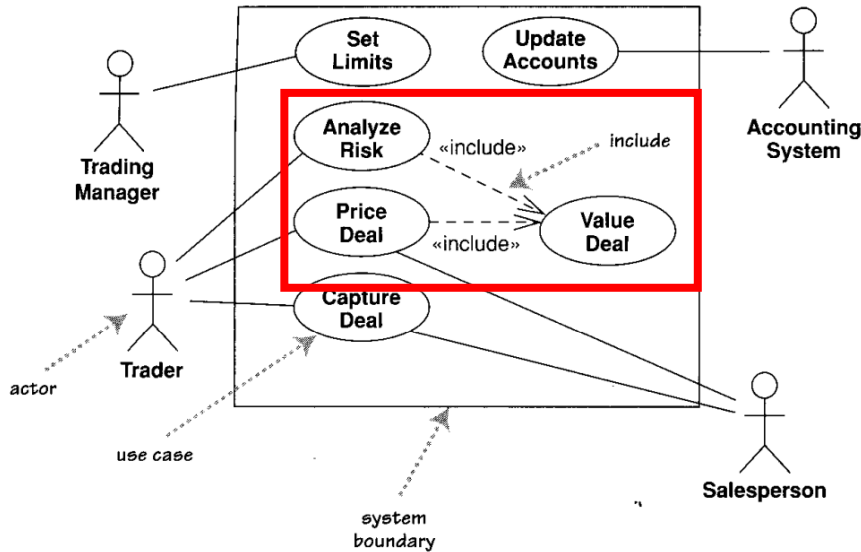 Set
Limits
Update
Accounts
Trading
Manager
Accounting
System
Analyze
Risk
«include»
include
Price
Deal
«include»
Value
Deal
Capture
Deal
Trader
actor
use case
Salesperson
system
boundary